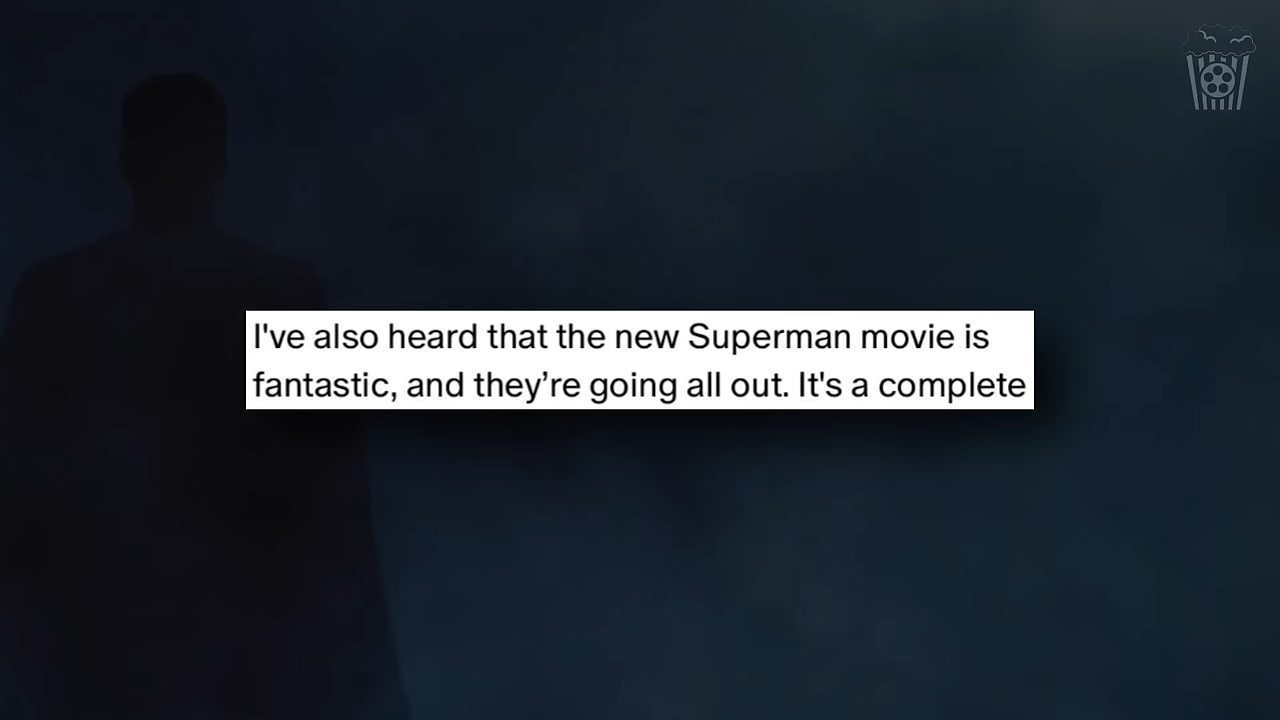 I've also heard that the new Superman movie is
fantastic, and they’re going all out. It's a complete